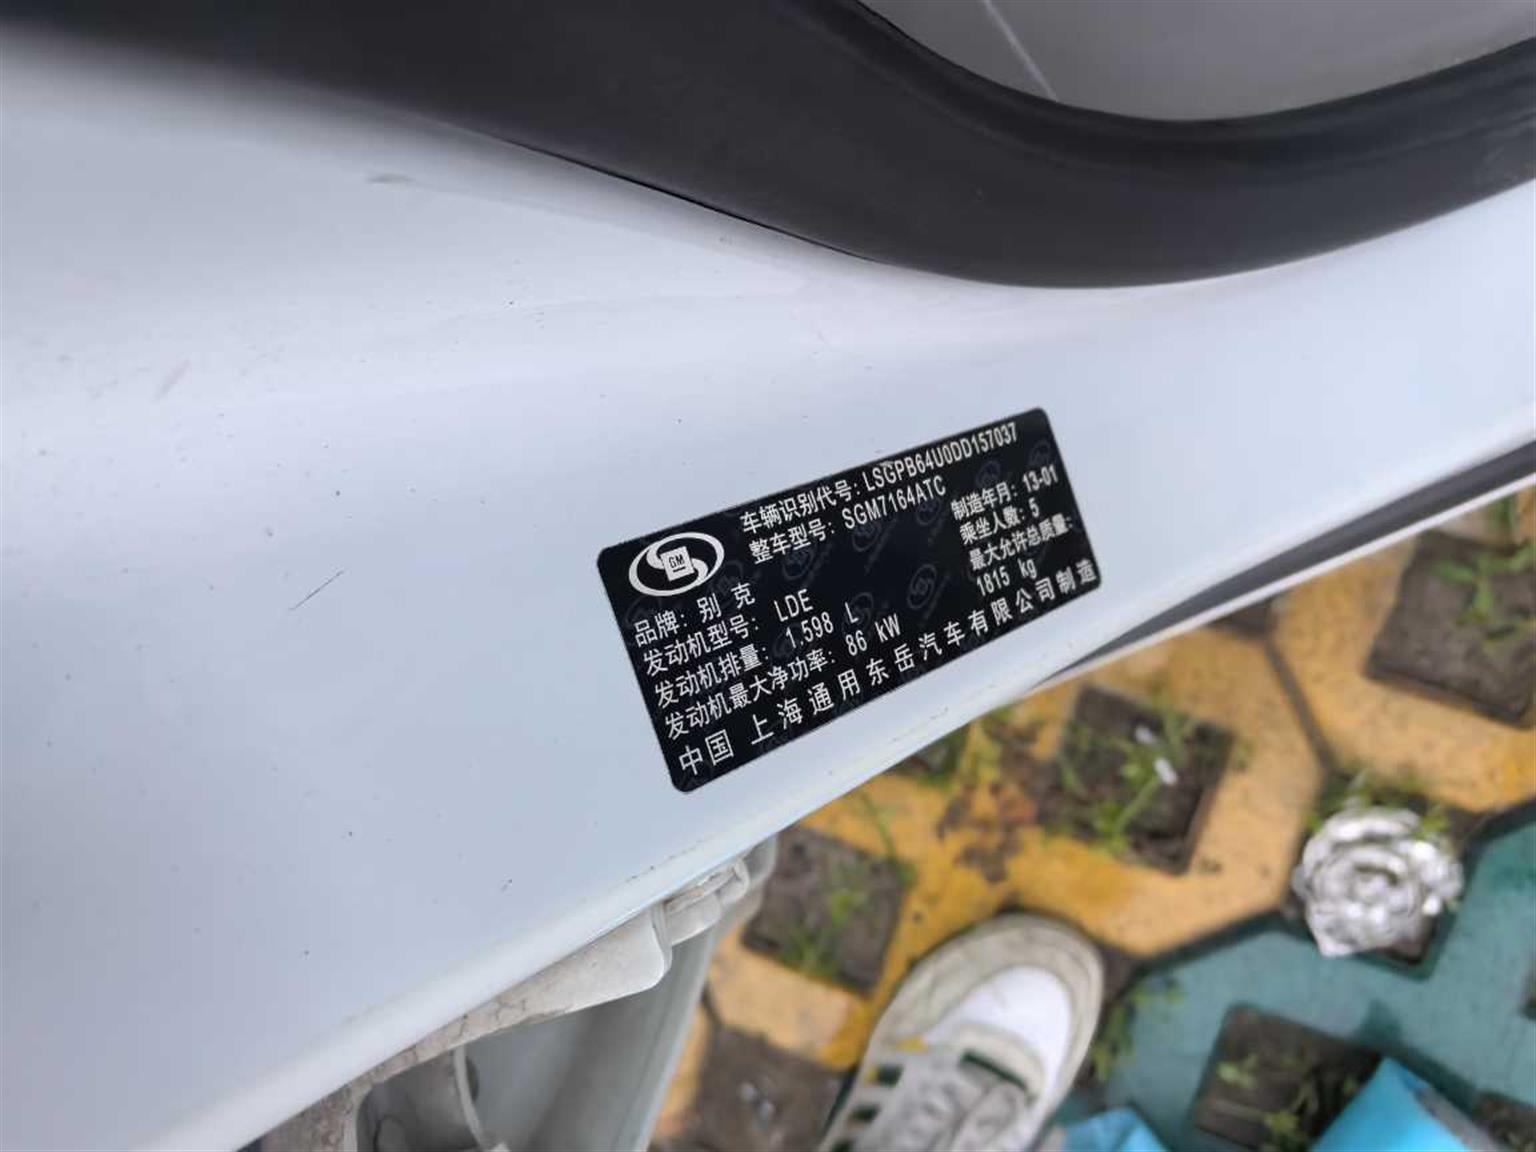 车辆识别代号: LSGPB64U0DD157037
整车型号: SGM7164ATC
GM
品牌: 别 克
制造年月: 13-01
发动机型号: LDE
乘坐人数: 5
发动机排量: 1.598 L
最大允许总质量:
1815 kg
发动机最大净功率: 86 kW
中国 上海通用东岳汽车有限公司制造